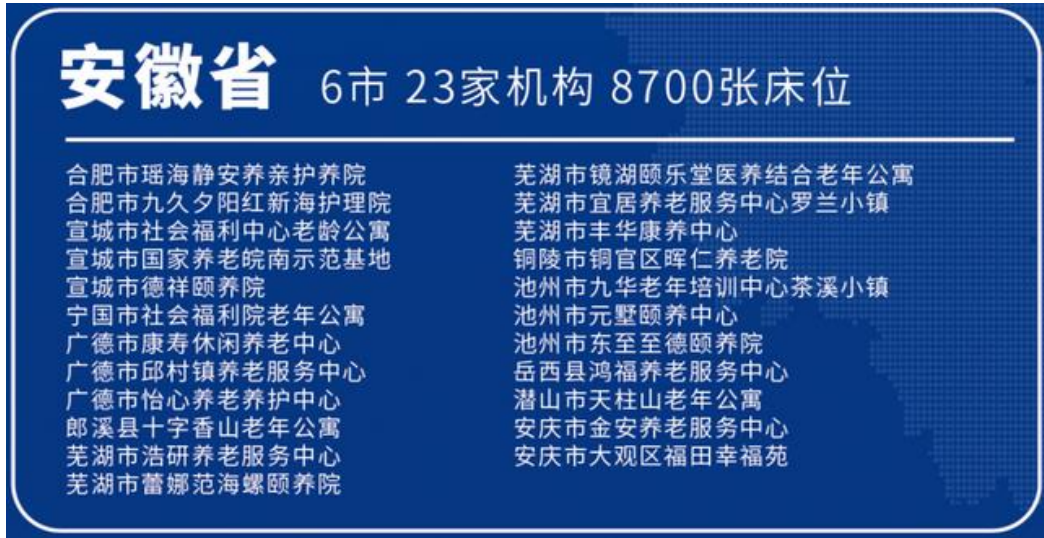 安徽省 6市 23家机构 8700张床位
合肥市瑶海静安养亲护养院
合肥市九久夕阳红新海护理院
宣城市社会福利中心老龄公寓
宣城市国家养老皖南示范基地
宣城市德祥颐养院
宁国市社会福利院老年公寓
广德市康寿休闲养老中心
广德市邱村镇养老服务中心
广德市怡心养老养护中心
郎溪县十字香山老年公寓
芜湖市浩研养老服务中心
芜湖市蕾娜范海螺颐养院
芜湖市镜湖颐乐堂医养结合老年公寓
芜湖市宜居养老服务中心罗兰小镇
芜湖市丰华康养中心
铜陵市铜官区晖仁养老院
池州市九华老年培训中心茶溪小镇
池州市元墅颐养中心
池州市东至至德颐养院
岳西县鸿福养老服务中心
潜山市天柱山老年公寓
安庆市金安养老服务中心
安庆市大观区福田幸福苑